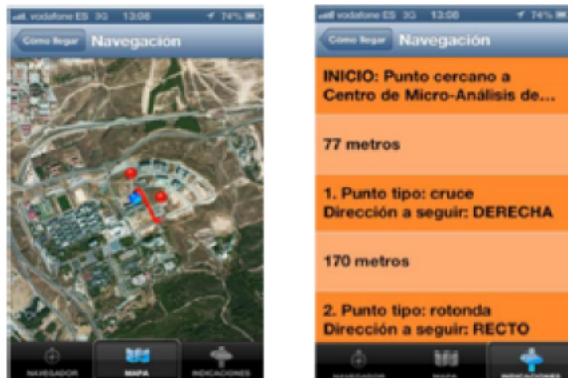 vodafone ES 3G 13:08 74%
Cómo llegar Navegación
NAVEGADOR MAPA INDICACIONES
vodafone ES 3G 13:08 74%
Cómo llegar Navegación
INICIO: Punto cercano a
Centro de Micro-Análisis de...
77 metros
1. Punto tipo: cruce
Dirección a seguir: DERECHA
170 metros
2. Punto tipo: rotonda
Dirección a seguir: RECTO
NAVEGADOR MAPA INDICACIONES